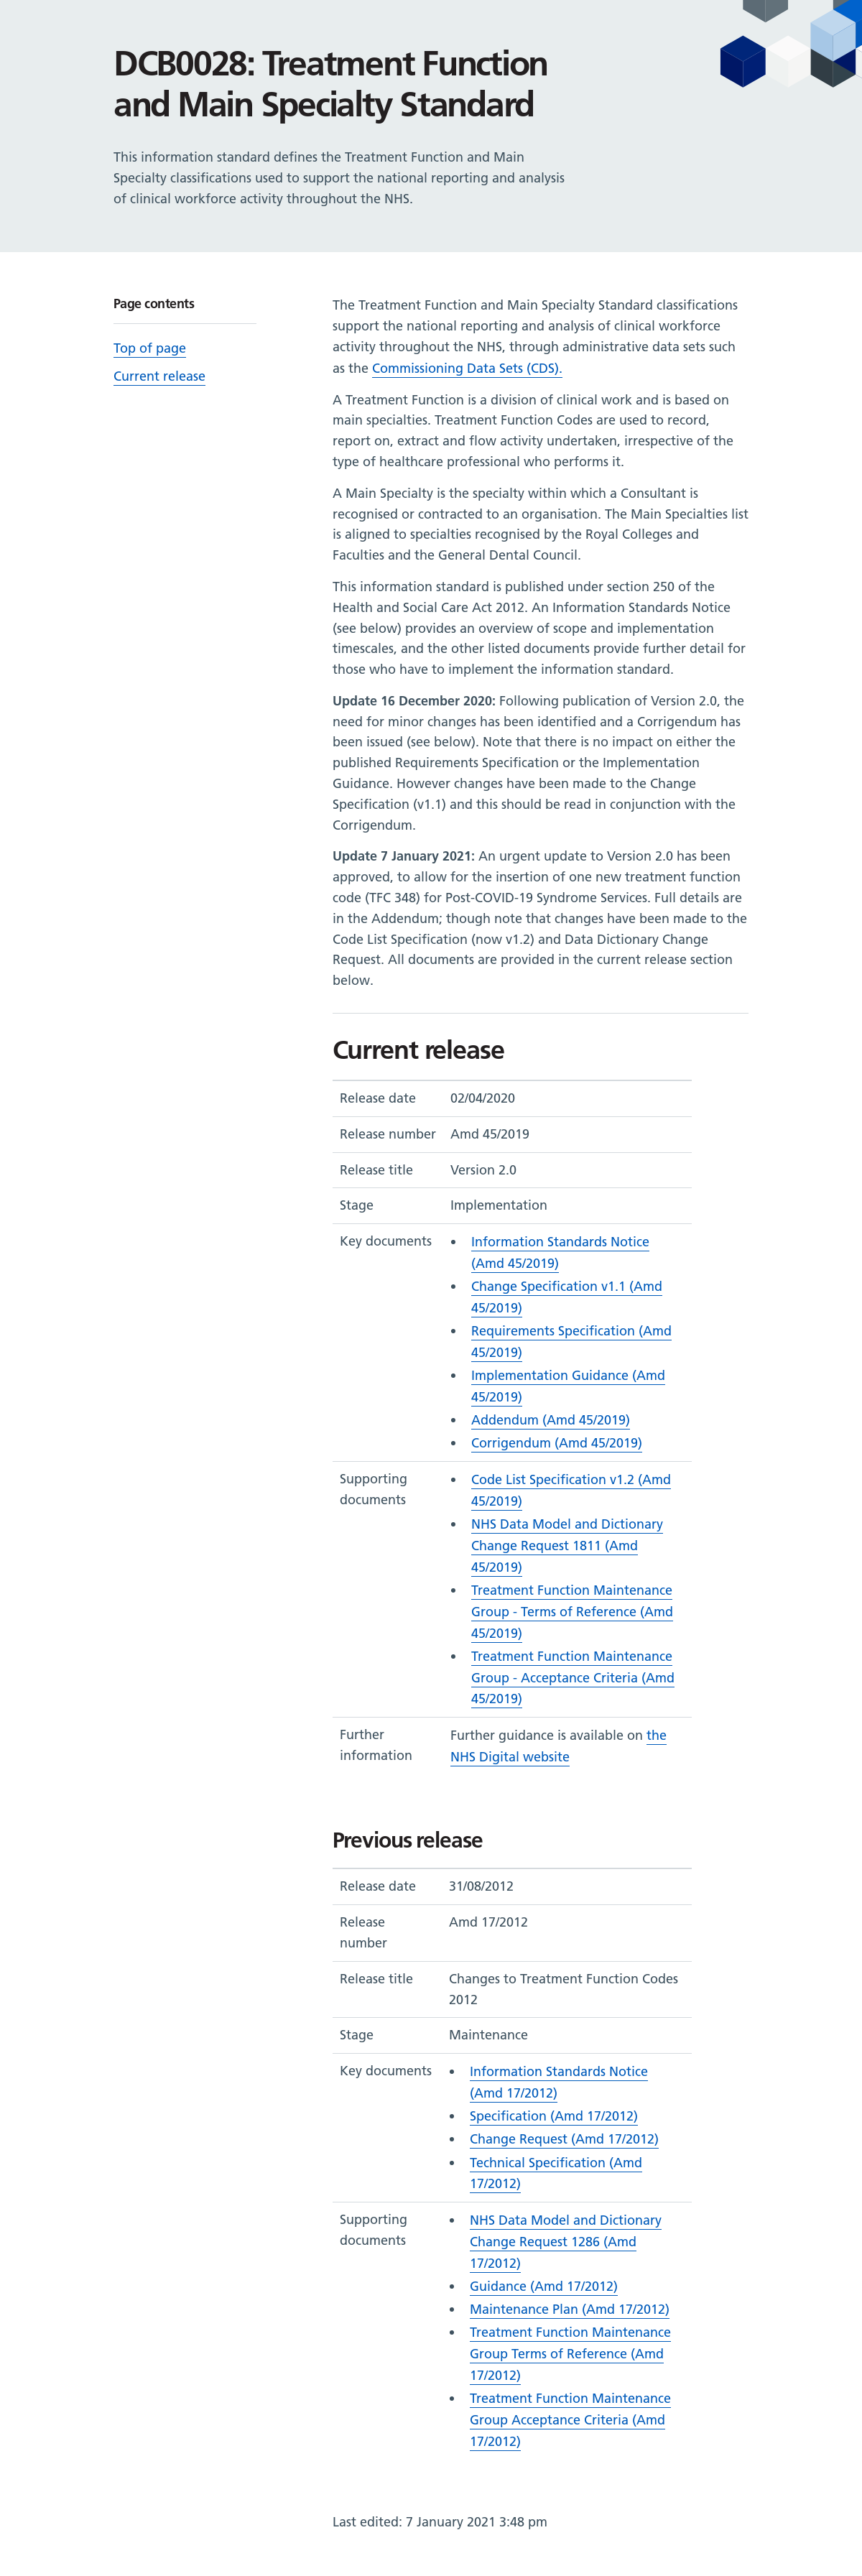 DCB0028: Treatment Function
and Main Specialty Standard
This information standard defines the Treatment Function and Main
Specialty classifications used to support the national reporting and analysis
of clinical workforce activity throughout the NHS.
Page contents
Top of page
Current release
The Treatment Function and Main Specialty Standard classifications
support the national reporting and analysis of clinical workforce
activity throughout the NHS, through administrative data sets such
as the Commissioning Data Sets (CDS).
A Treatment Function is a division of clinical work and is based on
main specialties. Treatment Function Codes are used to record,
report on, extract and flow activity undertaken, irrespective of the
type of healthcare professional who performs it.
A Main Specialty is the specialty within which a Consultant is
recognised or contracted to an organisation. The Main Specialties list
is aligned to specialties recognised by the Royal Colleges and
Faculties and the General Dental Council.
This information standard is published under section 250 of the
Health and Social Care Act 2012. An Information Standards Notice
(see below) provides an overview of scope and implementation
timescales, and the other listed documents provide further detail for
those who have to implement the information standard.
Update 16 December 2020: Following publication of Version 2.0, the
need for minor changes has been identified and a Corrigendum has
been issued (see below). Note that there is no impact on either the
published Requirements Specification or the Implementation
Guidance. However changes have been made to the Change
Specification (v1.1) and this should be read in conjunction with the
Corrigendum.
Update 7 January 2021: An urgent update to Version 2.0 has been
approved, to allow for the insertion of one new treatment function
code (TFC 348) for Post-COVID-19 Syndrome Services. Full details are
in the Addendum; though note that changes have been made to the
Code List Specification (now v1.2) and Data Dictionary Change
Request. All documents are provided in the current release section
below.
Current release
Release date 02/04/2020
Release number Amd 45/2019
Release title Version 2.0
Stage Implementation
Key documents • Information Standards Notice
(Amd 45/2019)
• Change Specification v1.1 (Amd
45/2019)
• Requirements Specification (Amd
45/2019)
• Implementation Guidance (Amd
45/2019)
• Addendum (Amd 45/2019)
• Corrigendum (Amd 45/2019)
Supporting
documents
• Code List Specification v1.2 (Amd
45/2019)
• NHS Data Model and Dictionary
Change Request 1811 (Amd
45/2019)
• Treatment Function Maintenance
Group - Terms of Reference (Amd
45/2019)
• Treatment Function Maintenance
Group - Acceptance Criteria (Amd
45/2019)
Further
information
Further guidance is available on the
NHS Digital website
Previous release
Release date 31/08/2012
Release
number
Amd 17/2012
Release title Changes to Treatment Function Codes
2012
Stage Maintenance
Key documents • Information Standards Notice
(Amd 17/2012)
• Specification (Amd 17/2012)
• Change Request (Amd 17/2012)
• Technical Specification (Amd
17/2012)
Supporting
documents
• NHS Data Model and Dictionary
Change Request 1286 (Amd
17/2012)
• Guidance (Amd 17/2012)
• Maintenance Plan (Amd 17/2012)
• Treatment Function Maintenance
Group Terms of Reference (Amd
17/2012)
• Treatment Function Maintenance
Group Acceptance Criteria (Amd
17/2012)
Last edited: 7 January 2021 3:48 pm